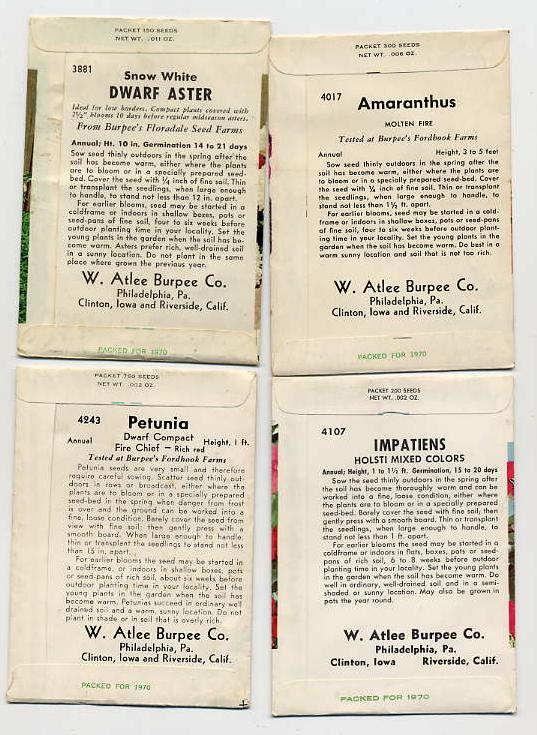 PACKET 150 SEEDS
NET WT. .011 OZ.
3881
Snow White
DWARF ASTER
Ideal for low borders. Compact plants covered with
2½" blooms 10 days before regular midseason asters.
From Burpee's Floradale Seed Farms
Annual; Ht. 10 in. Germination 14 to 21 days
Sow seed thinly outdoors in the spring after the
soil has become warm, either where the plants are
to bloom or in a specially prepared seed-
bed. Cover the seed with ¼ inch of fine soil. Thin
or transplant the seedlings, when large enough
to handle, to stand not less than 12 in. apart.
For earlier blooms, seed may be started in a
coldframe or indoors in shallow boxes, pots or
seed-pans of fine soil, four to six weeks before
outdoor planting time in your locality. Set the
young plants in the garden when the soil has be-
come warm. Asters prefer rich, well-drained soil
in a sunny location. Do not plant in the same
place where grown the previous year.
W. Atlee Burpee Co.
Philadelphia, Pa.
Clinton, Iowa and Riverside, Calif.
PACKED FOR 1970
PACKET 500 SEEDS
NET WT. .006 OZ.
4017
Amaranthus
MOLTEN FIRE
Tested at Burpee's Fordhook Farms
Annual Height, 3 to 5 feet
Sow seed thinly outdoors in the spring after the
soil has become warm, either where the plants are
to bloom or in a specially prepared seed-bed. Cover
the seed with ¼ inch of fine soil. Thin or transplant the
seedlings, when large enough to handle, to
stand not less than 1½ ft. apart.
For earlier blooms, seed may be started in a cold-
frame or indoors in shallow boxes, pots or seed-pans
of fine soil, four to six weeks before outdoor plant-
ing time in your locality. Set the young plants in the
garden when the soil has become warm. Do best in a
warm sunny location and soil that is not too rich.
W. Atlee Burpee Co.
Philadelphia, Pa.
Clinton, Iowa and Riverside, Calif.
PACKED FOR 1970
PACKET 750 SEEDS
NET WT. .002 OZ.
4243
Petunia
Annual Dwarf Compact Height, 1 ft.
Fire Chief – Rich red
Tested at Burpee's Fordhook Farms
Petunia seeds are very small and therefore
require careful sowing. Scatter seed thinly out-
doors in rows or broadcast, either where the
plants are to bloom or in a specially prepared
seed-bed in the spring when danger from frost
is over and the ground can be worked into a
fine, loose condition. Barely cover the seed from
view with fine soil; then gently press with a
smooth board. When large enough to handle,
thin or transplant the seedlings to stand not less
than 15 in. apart.
For earlier blooms the seed may be started in
a coldframe, or indoors in shallow boxes, pots
or seed-pans of rich soil, about six weeks before
outdoor planting time in your locality. Set the
young plants in the garden when the soil has
become warm. Petunias succeed in ordinary well
drained soil and a warm, sunny location. Do not
plant in shade or in soil that is overly rich.
W. Atlee Burpee Co.
Philadelphia, Pa.
Clinton, Iowa and Riverside, Calif.
PACKED FOR 1970
PACKET 200 SEEDS
NET WT. .002 OZ.
4107
IMPATIENS
HOLSTI MIXED COLORS
Annual; Height, 1 to 1½ ft. Germination, 15 to 20 days
Sow the seed thinly outdoors in the spring after
the soil has become thoroughly warm and can be
worked into a fine, loose condition, either where
the plants are to bloom or in a specially prepared
seed-bed. Barely cover the seed with fine soil; then
gently press with a smooth board. Thin or transplant
the seedlings, when large enough to handle, to
stand not less than 1 ft. apart.
For earlier blooms the seed may be started in a
coldframe or indoors in flats, boxes, pots or seed-
pans of rich soil, 6 to 8 weeks before outdoor
planting time in your locality. Set the young plants
in the garden when the soil has become warm. Do
well in ordinary, well-drained soil and in a semi-
shaded or sunny location. May also be grown in
pots the year round.
W. Atlee Burpee Co.
Philadelphia, Pa.
Clinton, Iowa Riverside, Calif.
PACKED FOR 1970